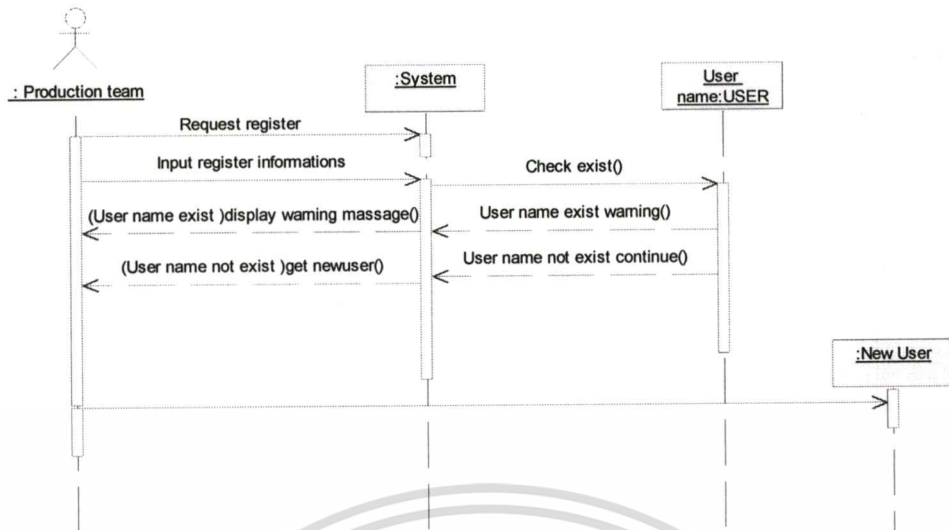 : Production team
:System
User
name:USER
Request register
Input register informations
Check exist()
(User name exist )display warning massage()
User name exist warning()
(User name not exist )get newuser()
User name not exist continue()
:New User